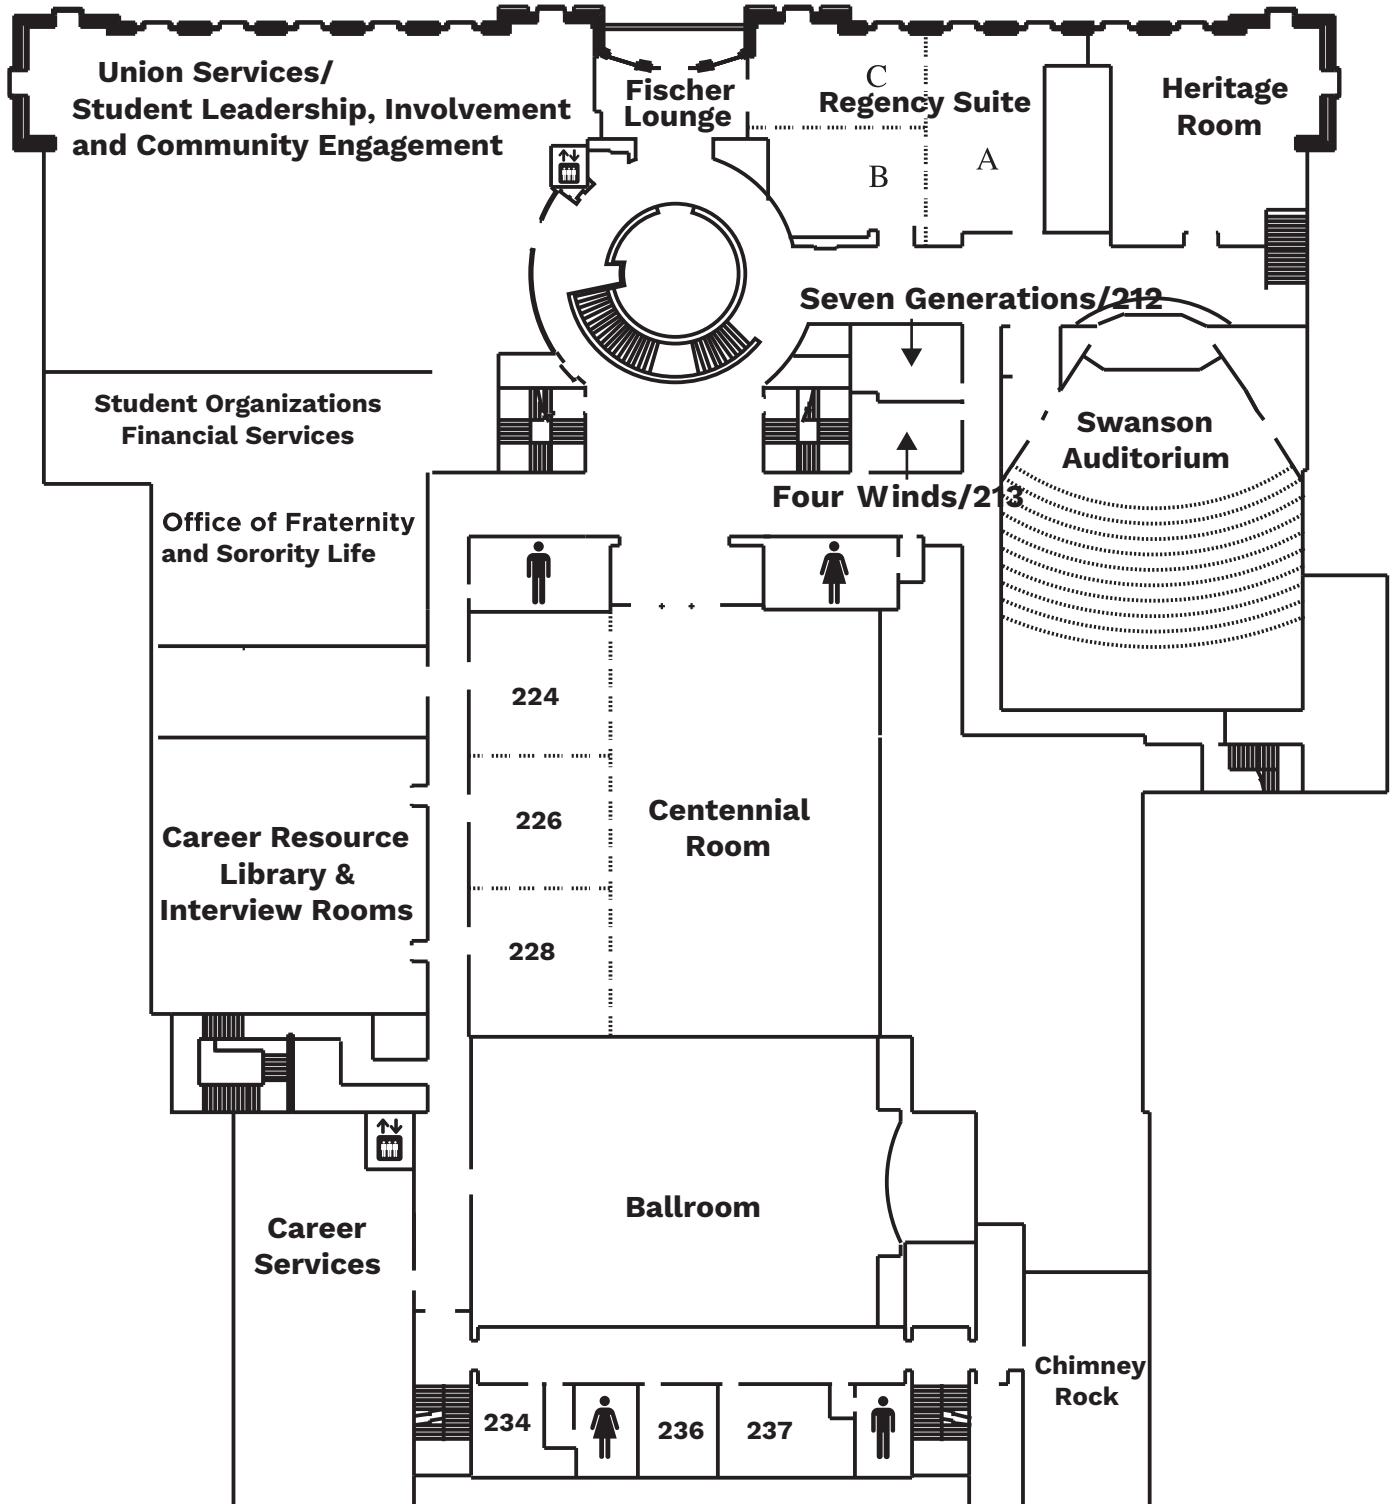 Union Services/
Student Leadership, Involvement
and Community Engagement
Fischer
Lounge
C
Regency Suite
B
A
Heritage
Room
Seven Generations/212
Student Organizations
Financial Services
Swanson
Auditorium
Four Winds/213
Office of Fraternity
and Sorority Life
224
226
228
Centennial
Room
Career Resource
Library &
Interview Rooms
Ballroom
Career
Services
Chimney
Rock
234
236
237